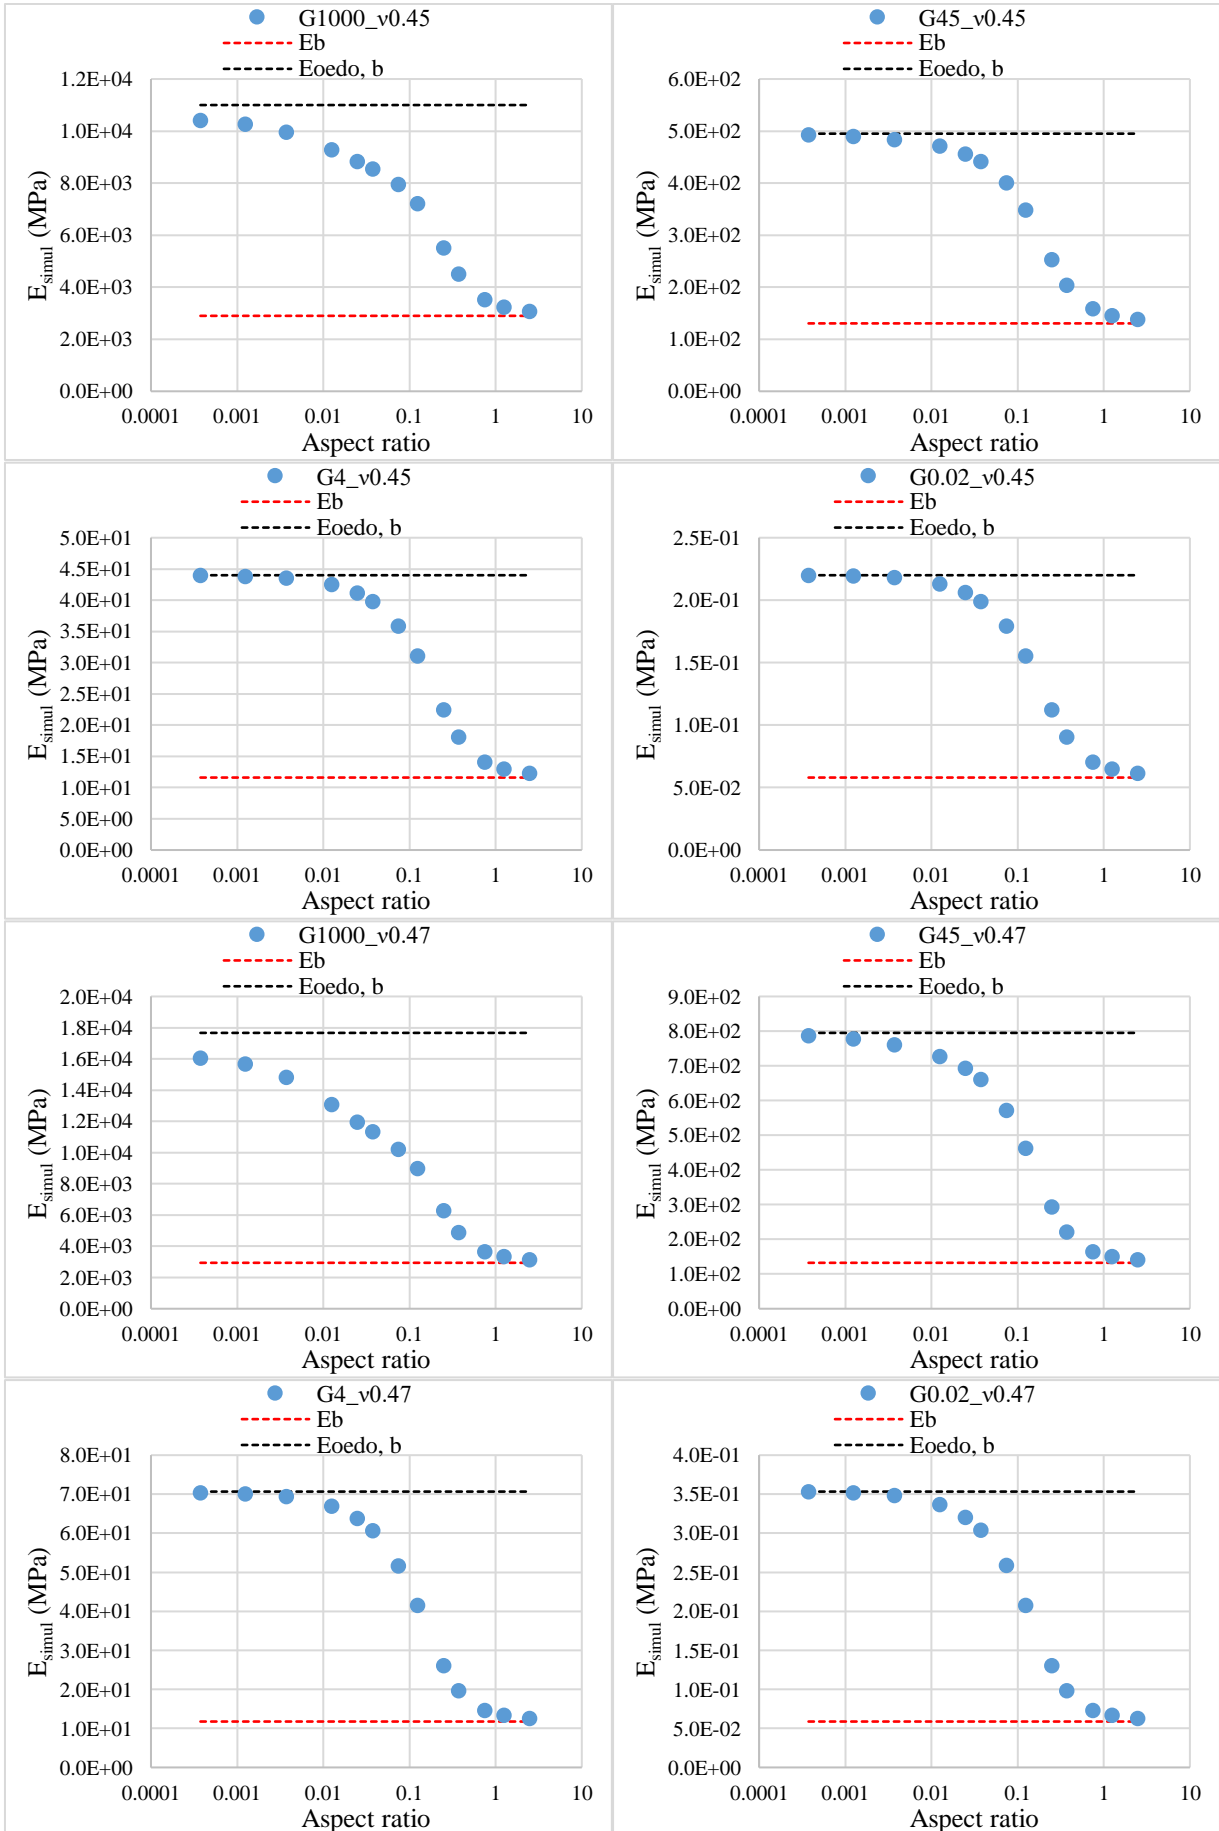 G1000_ν0.45
Eb
Eoedo, b
1.2E+04
1.0E+04
8.0E+03
6.0E+03
4.0E+03
2.0E+03
0.0E+00
E_simul (MPa)
0.0001 0.001 0.01 0.1 1 10
Aspect ratio
G45_ν0.45
Eb
Eoedo, b
6.0E+02
5.0E+02
4.0E+02
3.0E+02
2.0E+02
1.0E+02
0.0E+00
E_simul (MPa)
0.0001 0.001 0.01 0.1 1 10
Aspect ratio
G4_ν0.45
Eb
Eoedo, b
5.0E+01
4.5E+01
4.0E+01
3.5E+01
3.0E+01
2.5E+01
2.0E+01
1.5E+01
1.0E+01
5.0E+00
0.0E+00
E_simul (MPa)
0.0001 0.001 0.01 0.1 1 10
Aspect ratio
G0.02_ν0.45
Eb
Eoedo, b
2.5E-01
2.0E-01
1.5E-01
1.0E-01
5.0E-02
0.0E+00
E_simul (MPa)
0.0001 0.001 0.01 0.1 1 10
Aspect ratio
G1000_ν0.47
Eb
Eoedo, b
2.0E+04
1.8E+04
1.6E+04
1.4E+04
1.2E+04
1.0E+04
8.0E+03
6.0E+03
4.0E+03
2.0E+03
0.0E+00
E_simul (MPa)
0.0001 0.001 0.01 0.1 1 10
Aspect ratio
G45_ν0.47
Eb
Eoedo, b
9.0E+02
8.0E+02
7.0E+02
6.0E+02
5.0E+02
4.0E+02
3.0E+02
2.0E+02
1.0E+02
0.0E+00
E_simul (MPa)
0.0001 0.001 0.01 0.1 1 10
Aspect ratio
G4_ν0.47
Eb
Eoedo, b
8.0E+01
7.0E+01
6.0E+01
5.0E+01
4.0E+01
3.0E+01
2.0E+01
1.0E+01
0.0E+00
E_simul (MPa)
0.0001 0.001 0.01 0.1 1 10
Aspect ratio
G0.02_ν0.47
Eb
Eoedo, b
4.0E-01
3.5E-01
3.0E-01
2.5E-01
2.0E-01
1.5E-01
1.0E-01
5.0E-02
0.0E+00
E_simul (MPa)
0.0001 0.001 0.01 0.1 1 10
Aspect ratio